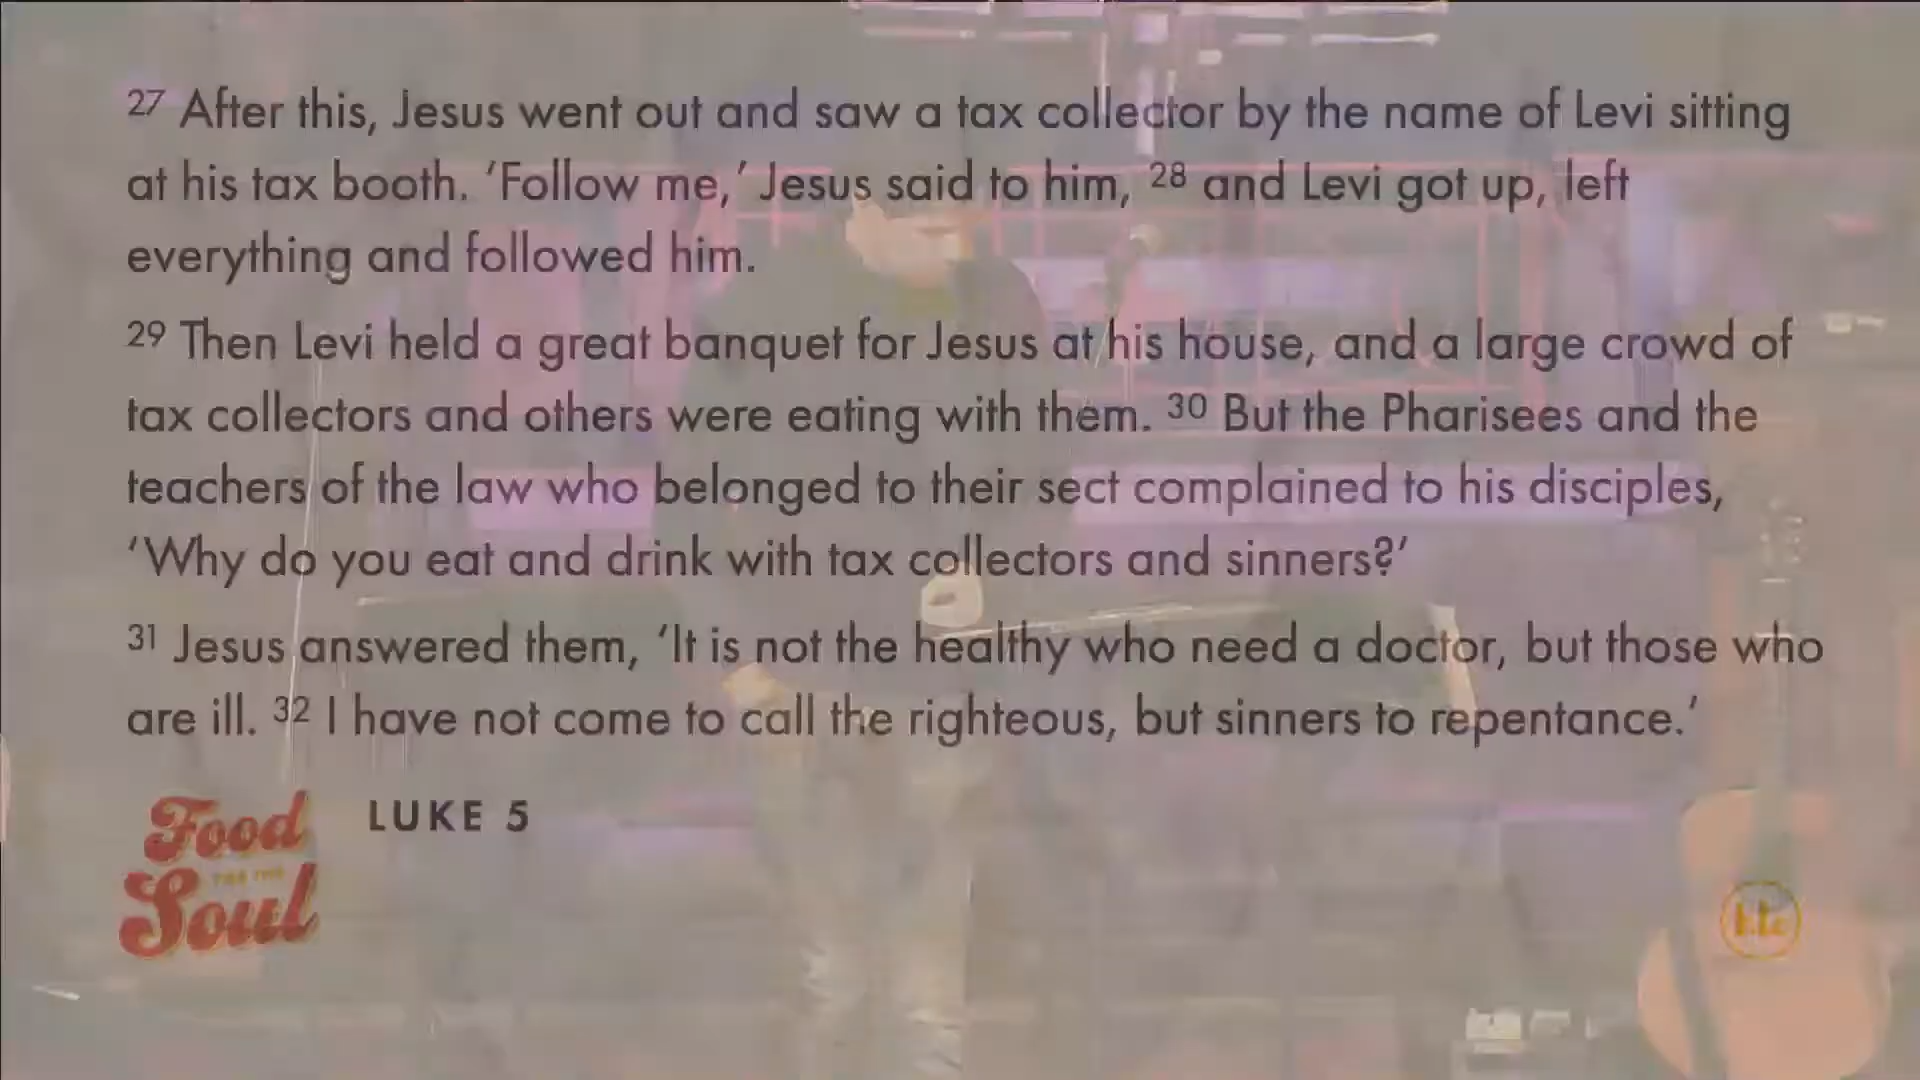 27 After this, Jesus went out and saw a tax collector by the name of Levi sitting
at his tax booth. ‘Follow me,’ Jesus said to him, 28 and Levi got up, left
everything and followed him.
29 Then Levi held a great banquet for Jesus at his house, and a large crowd of
tax collectors and others were eating with them. 30 But the Pharisees and the
teachers of the law who belonged to their sect complained to his disciples,
‘Why do you eat and drink with tax collectors and sinners?’
31 Jesus answered them, ‘It is not the healthy who need a doctor, but those who
are ill. 32 I have not come to call the righteous, but sinners to repentance.’
LUKE 5
Food
FOR THE
Soul